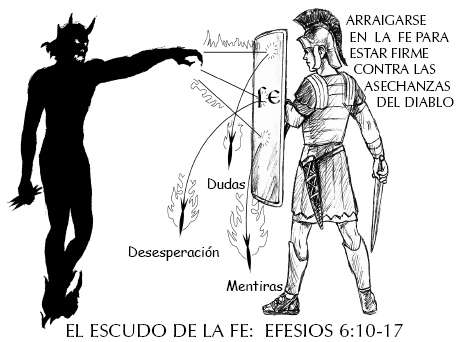 ARRAIGARSE
EN LA FE PARA
ESTAR FIRME
CONTRA LAS
ASECHANZAS
DEL DIABLO
fe
Dudas
Desesperación
Mentiras
EL ESCUDO DE LA FE: EFESIOS 6:10-17